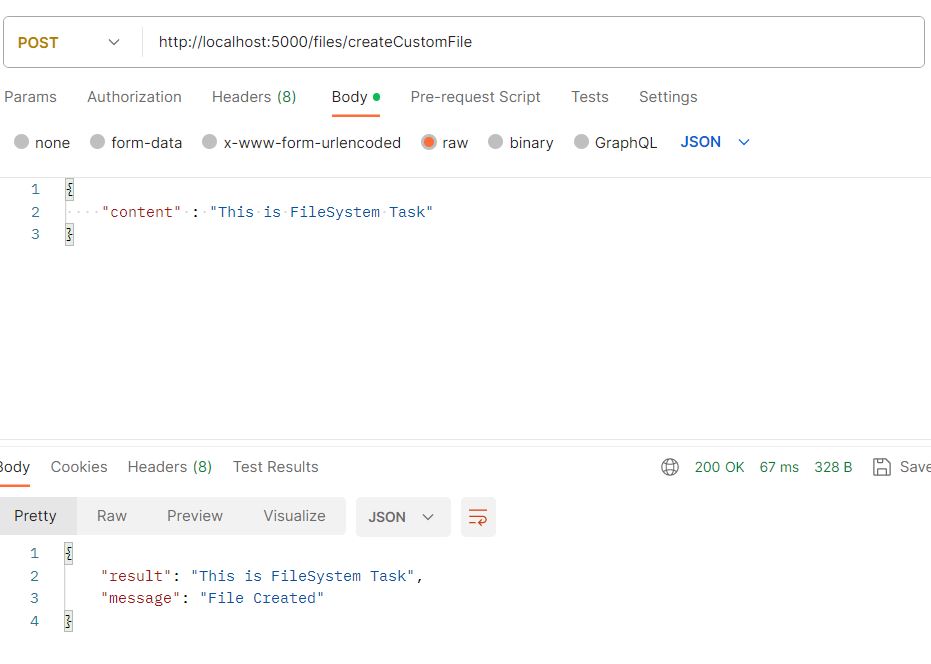 POST http://localhost:5000/files/createCustomFile
Params Authorization Headers (8) Body Pre-request Script Tests Settings
none form-data x-www-form-urlencoded raw binary GraphQL JSON
1 {
2 "content" : "This is FileSystem Task"
3 }
Body Cookies Headers (8) Test Results 200 OK 67 ms 328 B Save
Pretty Raw Preview Visualize JSON
1 {
2 "result": "This is FileSystem Task",
3 "message": "File Created"
4 }